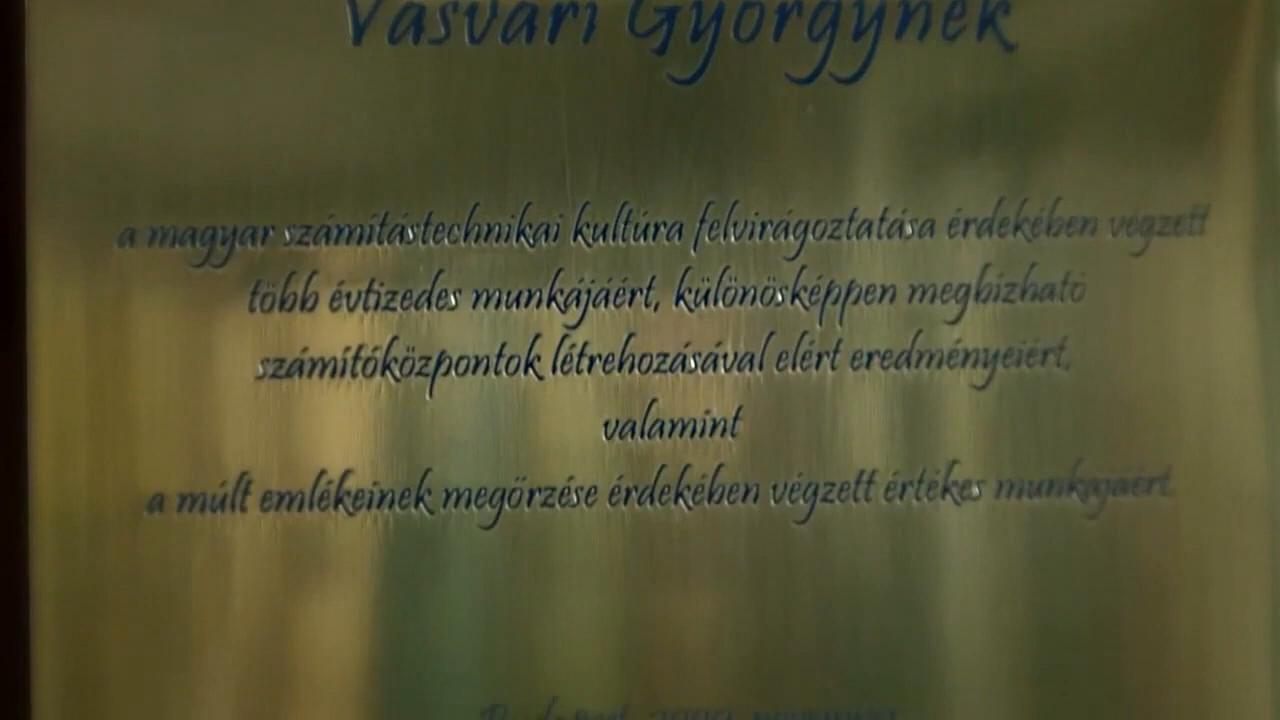 Vasvári Györgynek
a magyar számítástechnikai kultúra felvirágoztatása érdekében végzett
több évtizedes munkájáért, különösképpen megbízható
számítóközpontok létrehozásával elért eredményeiért,
valamint
a múlt emlékeinek megőrzése érdekében végzett értékes munkájáért